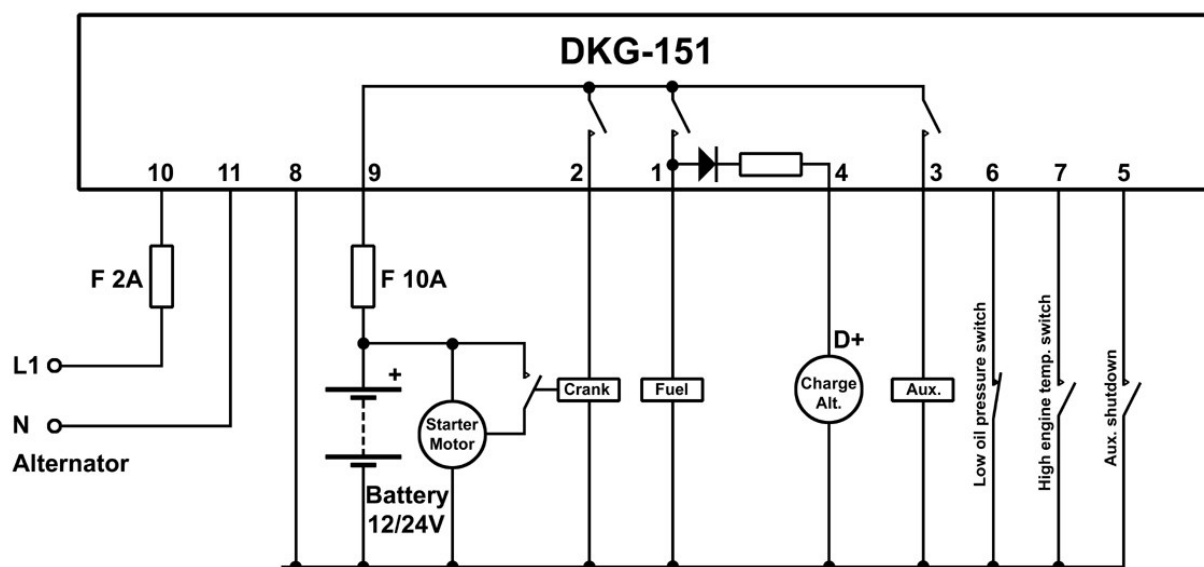 DKG-151
10 11 8 9 2 1 4 3 6 7 5
F 2A
F 10A
L1
N
Alternator
+
Battery
12/24V
Starter
Motor
Crank
Fuel
D+
Charge
Alt.
Aux.
Low oil pressure switch
High engine temp. switch
Aux. shutdown